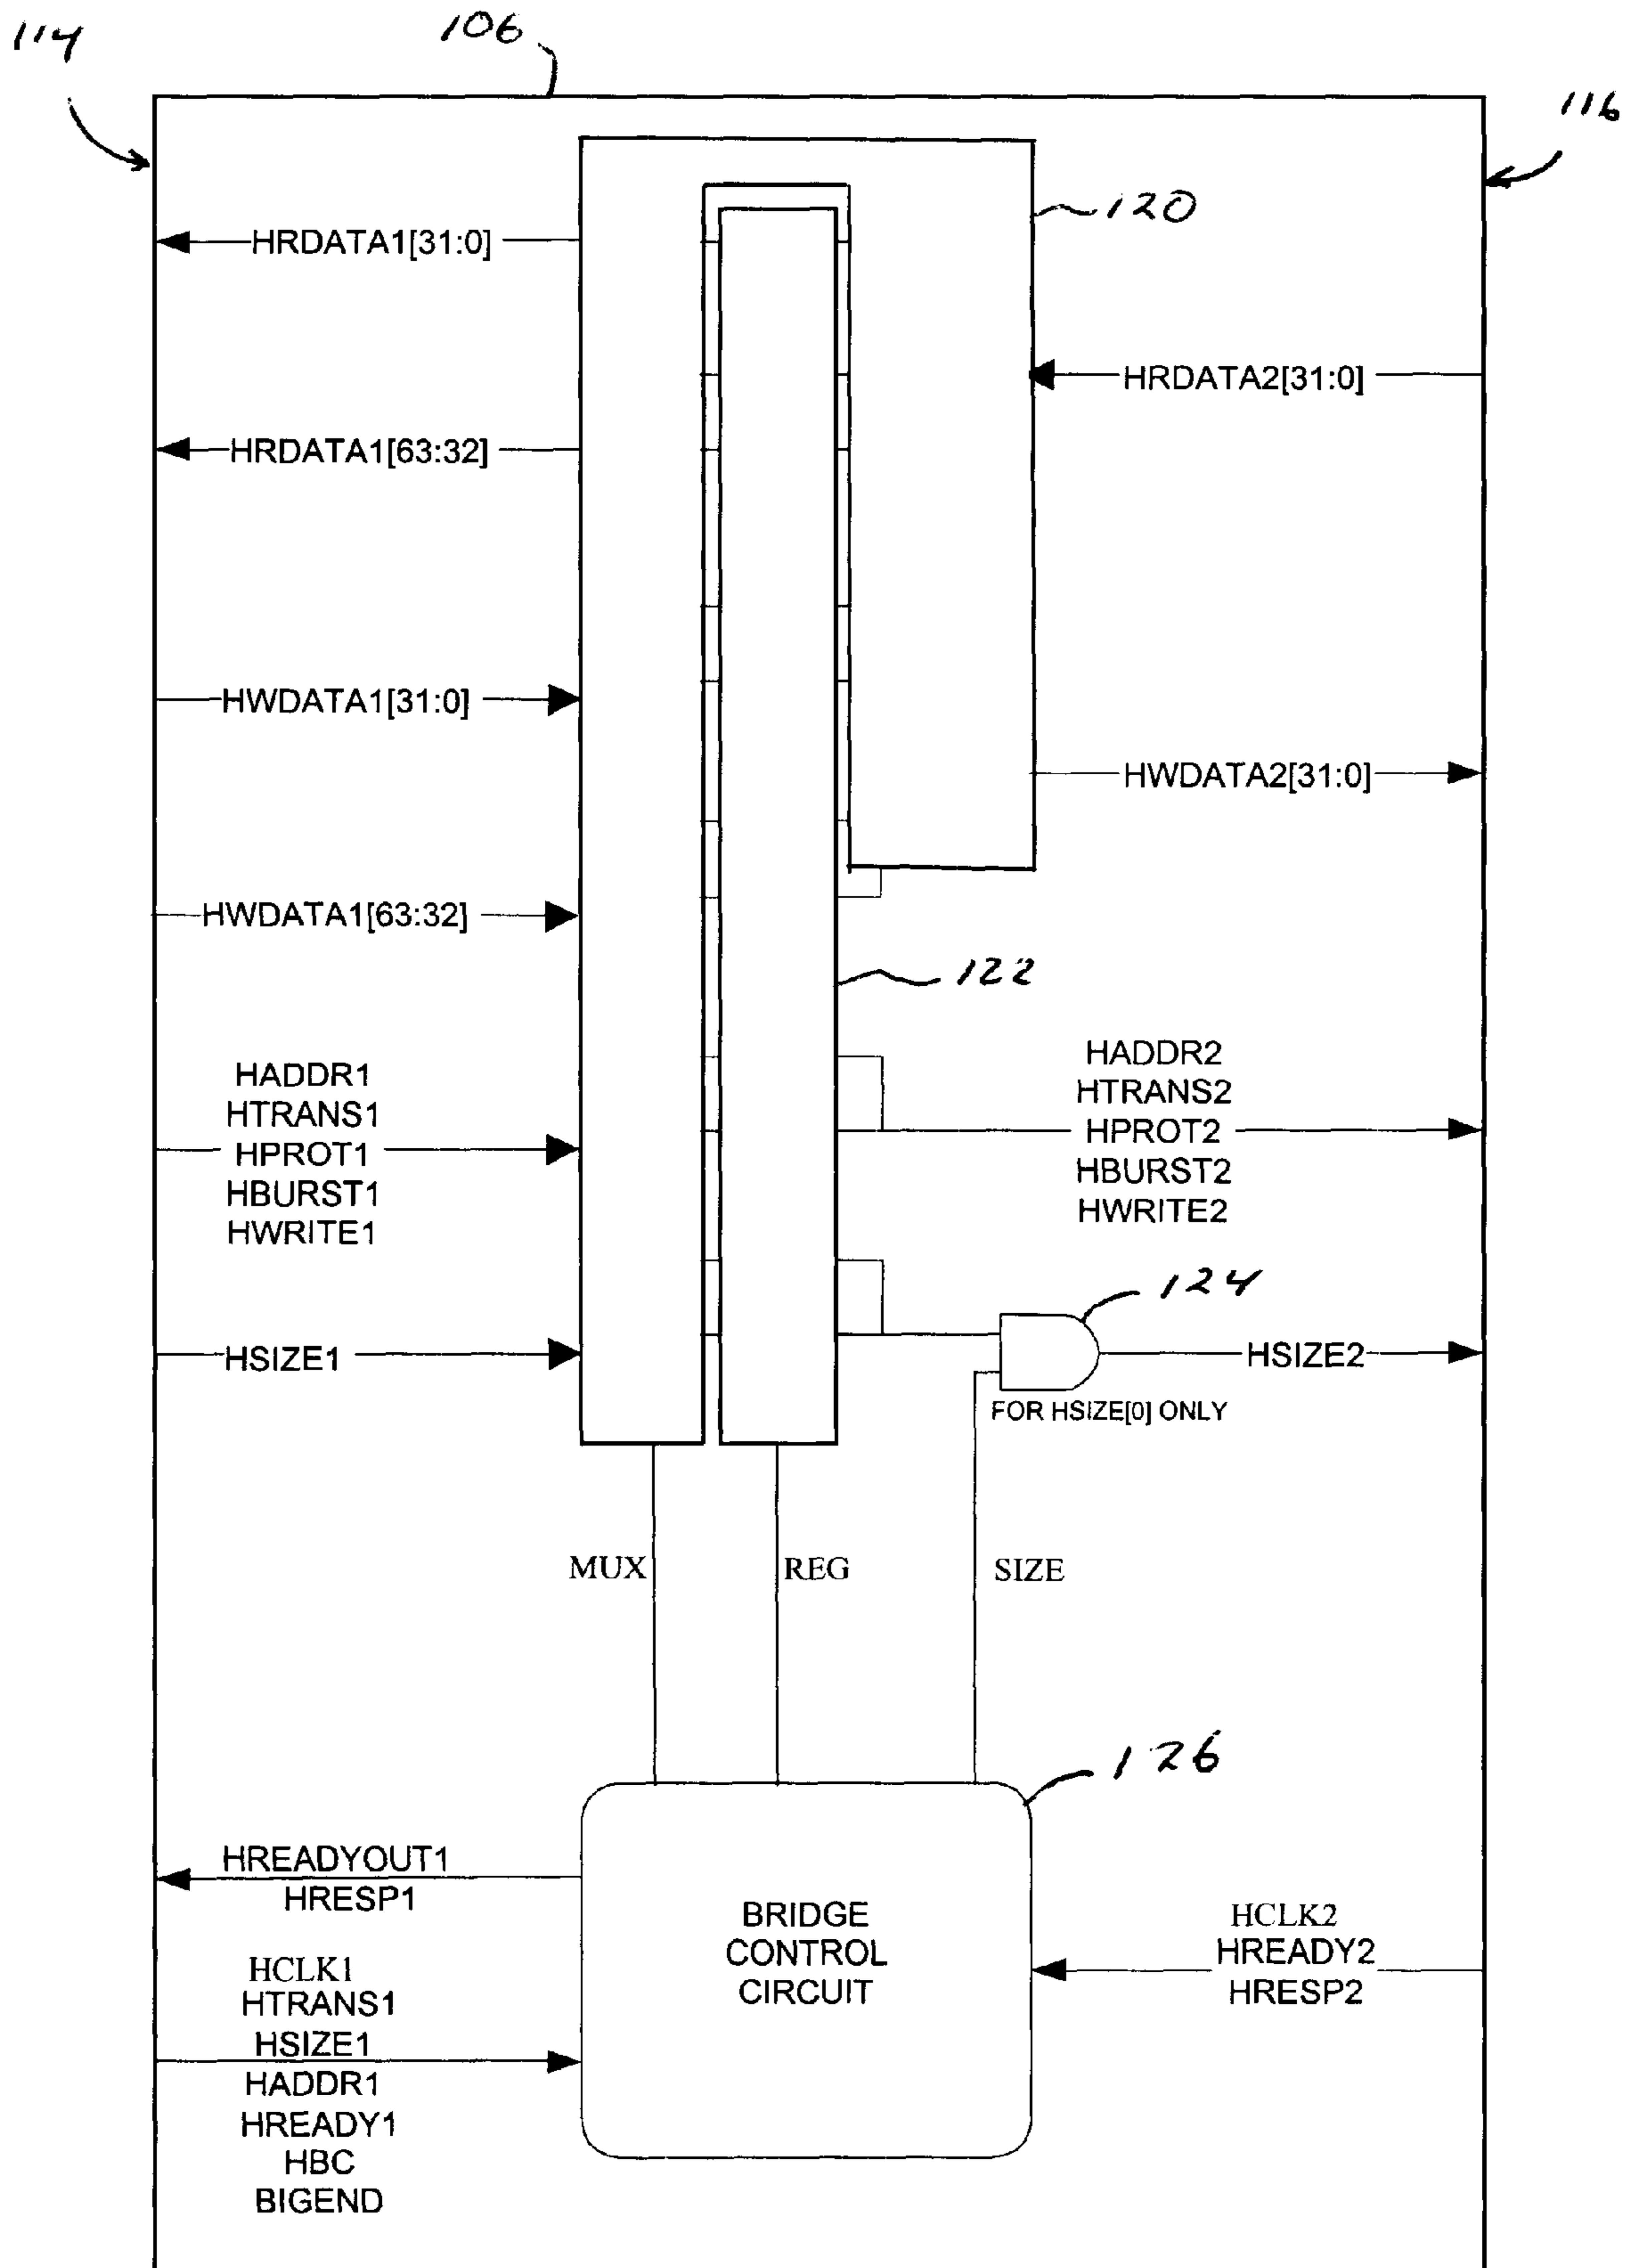 114
106
116
120
HRDATA1[31:0]
HRDATA2[31:0]
HRDATA1[63:32]
HWDATA1[31:0]
HWDATA2[31:0]
HWDATA1[63:32]
122
HADDR1
HTRANS1
HPROT1
HBURST1
HWRITE1
HADDR2
HTRANS2
HPROT2
HBURST2
HWRITE2
124
HSIZE1
HSIZE2
FOR HSIZE[0] ONLY
MUX
REG
SIZE
126
HREADYOUT1
HRESP1
BRIDGE
CONTROL
CIRCUIT
HCLK2
HREADY2
HRESP2
HCLK1
HTRANS1
HSIZE1
HADDR1
HREADY1
HBC
BIGEND